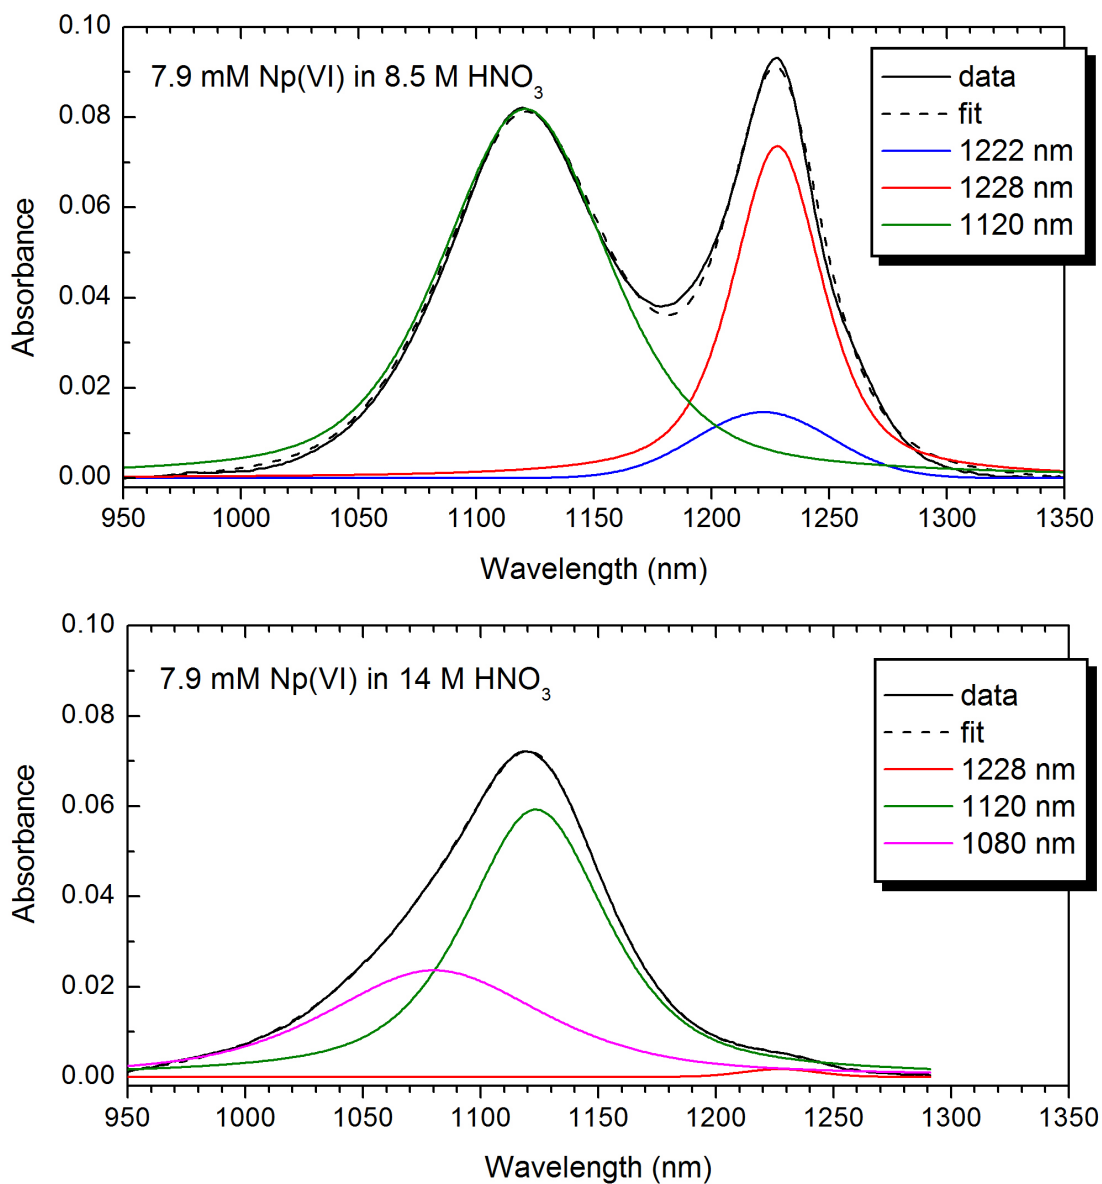 0.10
7.9 mM Np(VI) in 8.5 M HNO3
data
fit
1222 nm
1228 nm
1120 nm
0.08
0.06
0.04
0.02
0.00
Absorbance
950 1000 1050 1100 1150 1200 1250 1300 1350
Wavelength (nm)
0.10
7.9 mM Np(VI) in 14 M HNO3
data
fit
1228 nm
1120 nm
1080 nm
0.08
0.06
0.04
0.02
0.00
Absorbance
950 1000 1050 1100 1150 1200 1250 1300 1350
Wavelength (nm)